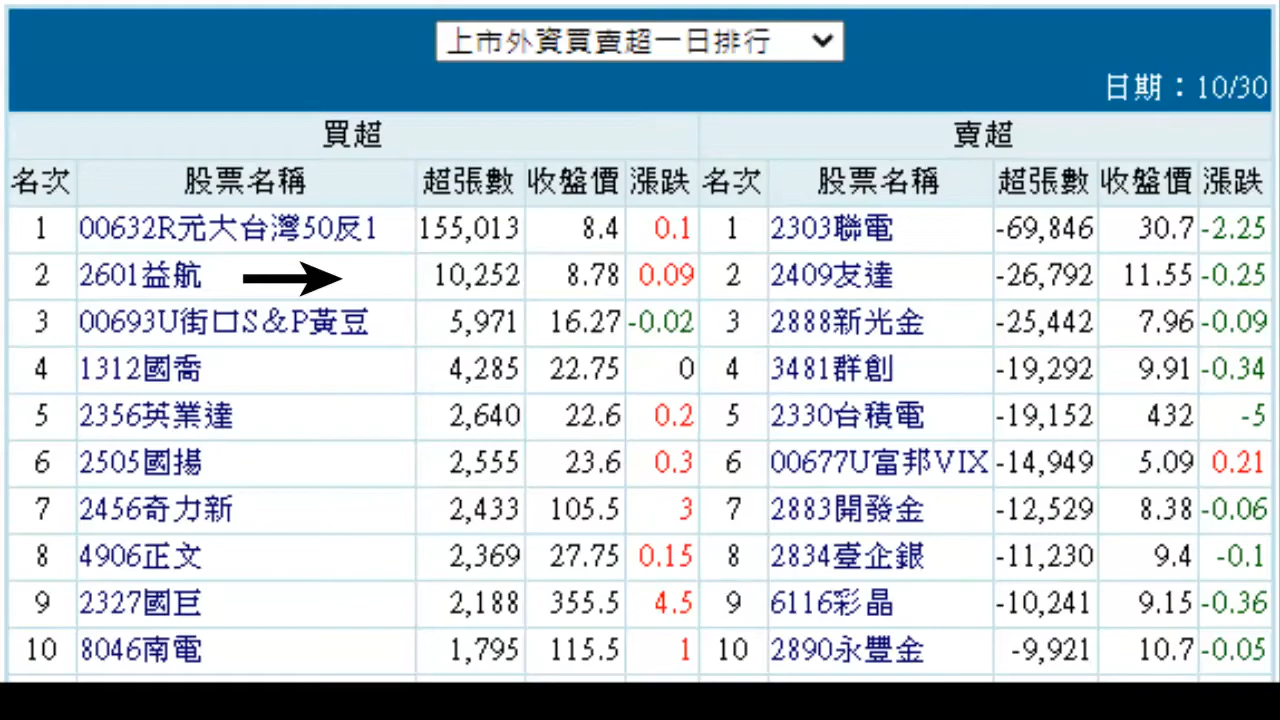 上市外資買賣超一日排行
日期：10/30
買超 賣超
名次 股票名稱 超張數 收盤價 漲跌 名次 股票名稱 超張數 收盤價 漲跌
1 00632R元大台灣50反1 155,013 8.4 0.1 1 2303聯電 -69,846 30.7 -2.25
2 2601益航 10,252 8.78 0.09 2 2409友達 -26,792 11.55 -0.25
3 00693U街口S&P黃豆 5,971 16.27 -0.02 3 2888新光金 -25,442 7.96 -0.09
4 1312國喬 4,285 22.75 0 4 3481群創 -19,292 9.91 -0.34
5 2356英業達 2,640 22.6 0.2 5 2330台積電 -19,152 432 -5
6 2505國揚 2,555 23.6 0.3 6 00677U富邦VIX -14,949 5.09 0.21
7 2456奇力新 2,433 105.5 3 7 2883開發金 -12,529 8.38 -0.06
8 4906正文 2,369 27.75 0.15 8 2834臺企銀 -11,230 9.4 -0.1
9 2327國巨 2,188 355.5 4.5 9 6116彩晶 -10,241 9.15 -0.36
10 8046南電 1,795 115.5 1 10 2890永豐金 -9,921 10.7 -0.05